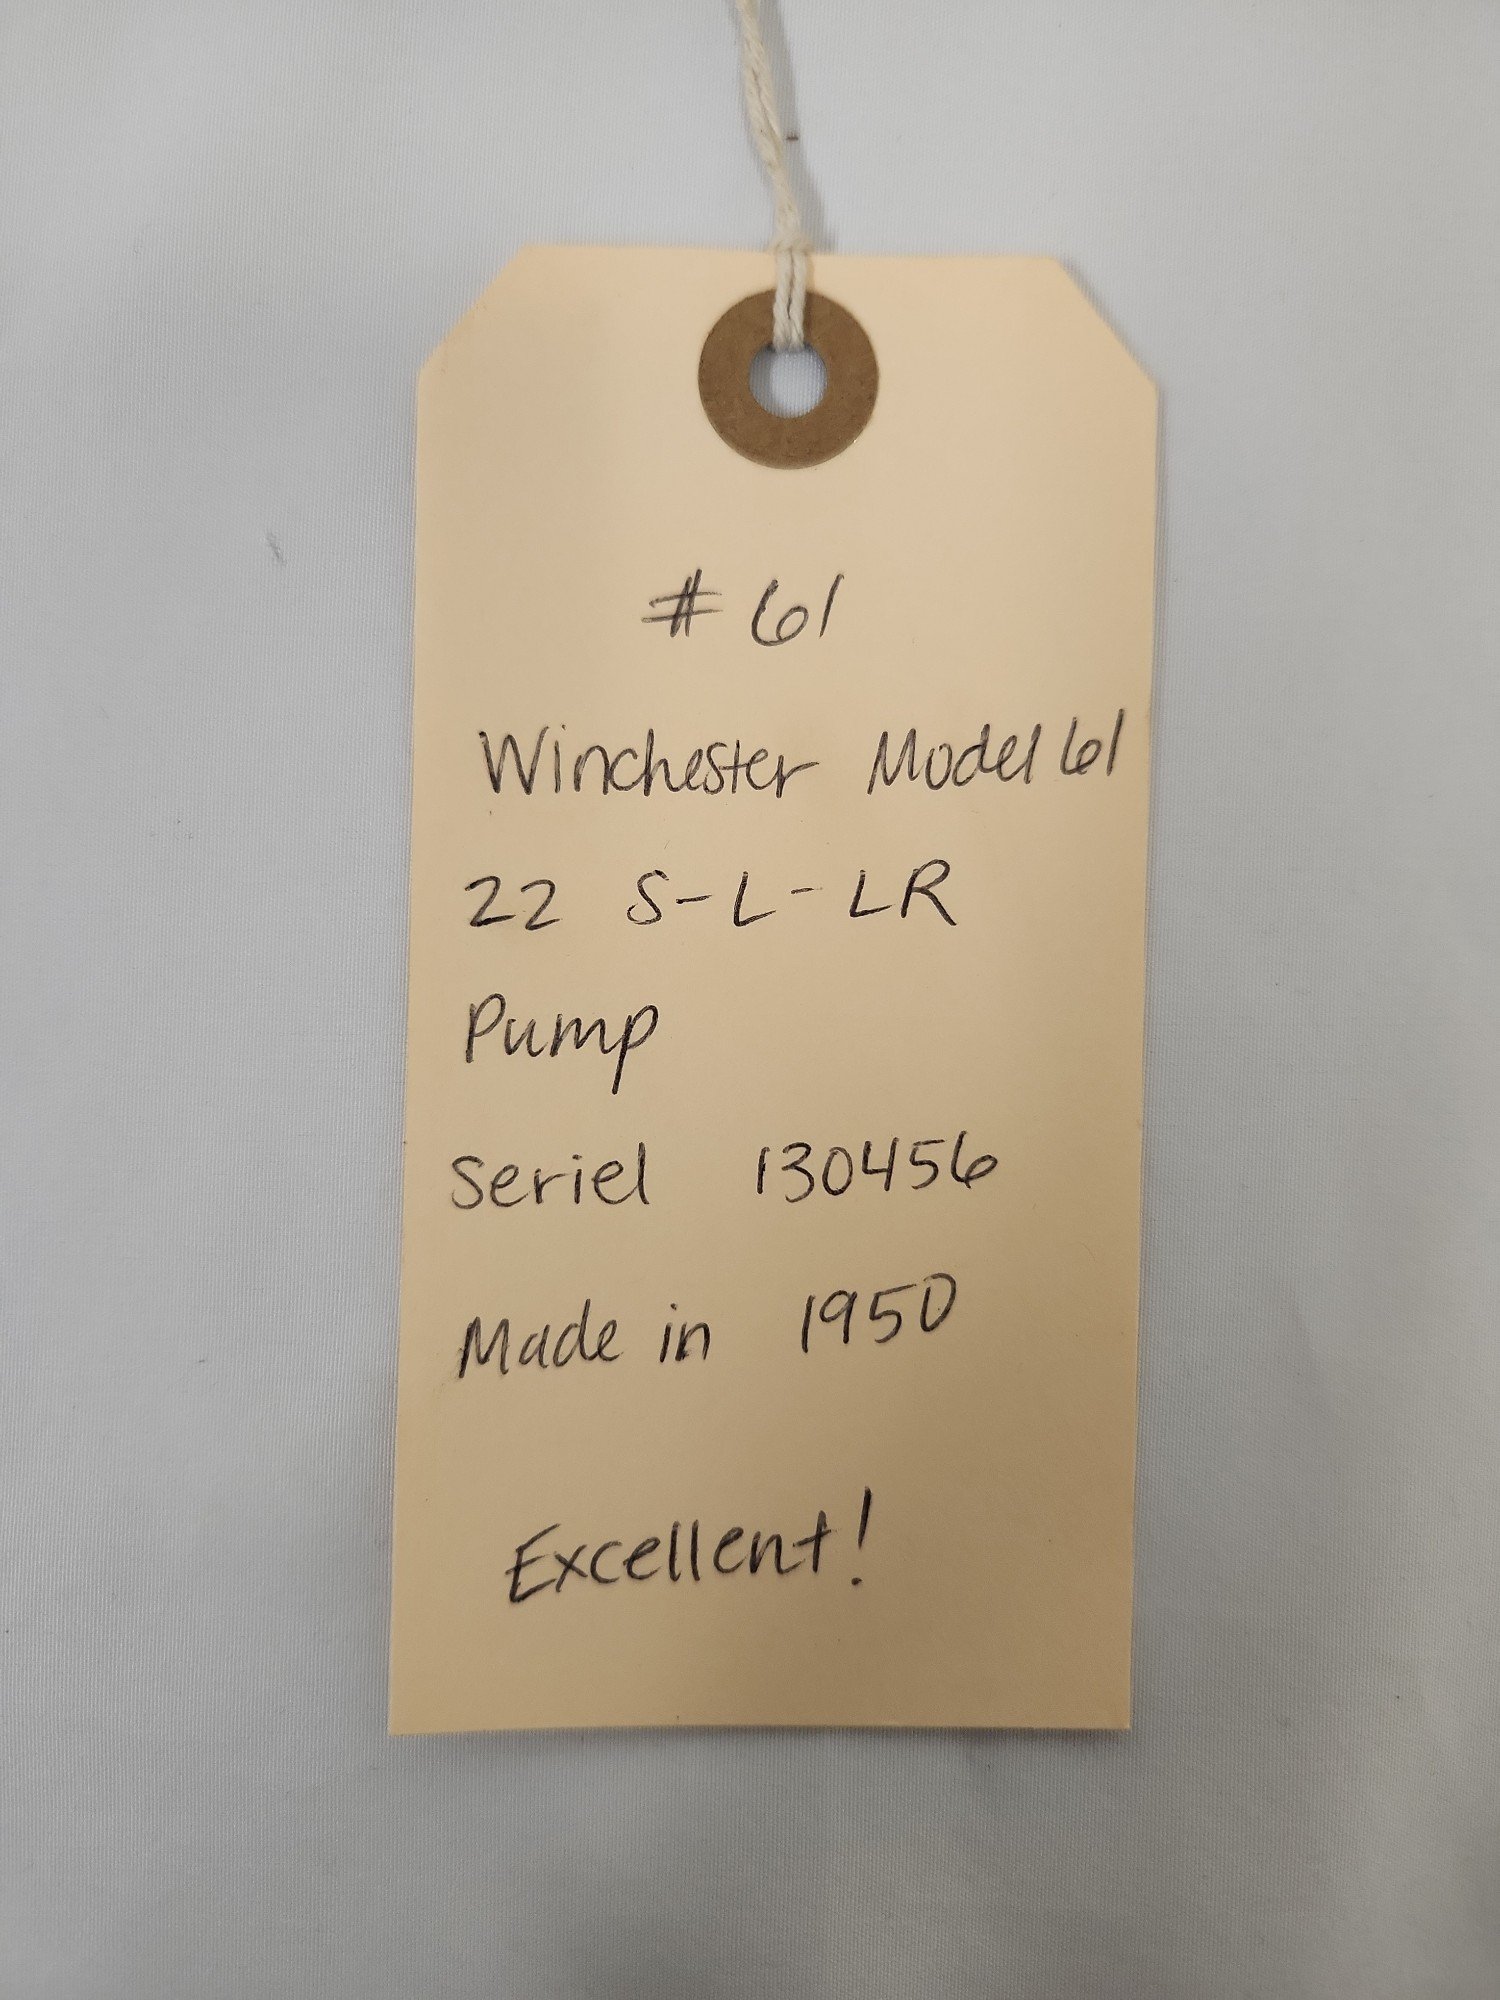 # 61
Winchester Model 61
22 S-L-LR
Pump
Seriel 130456
Made in 1950
Excellent!